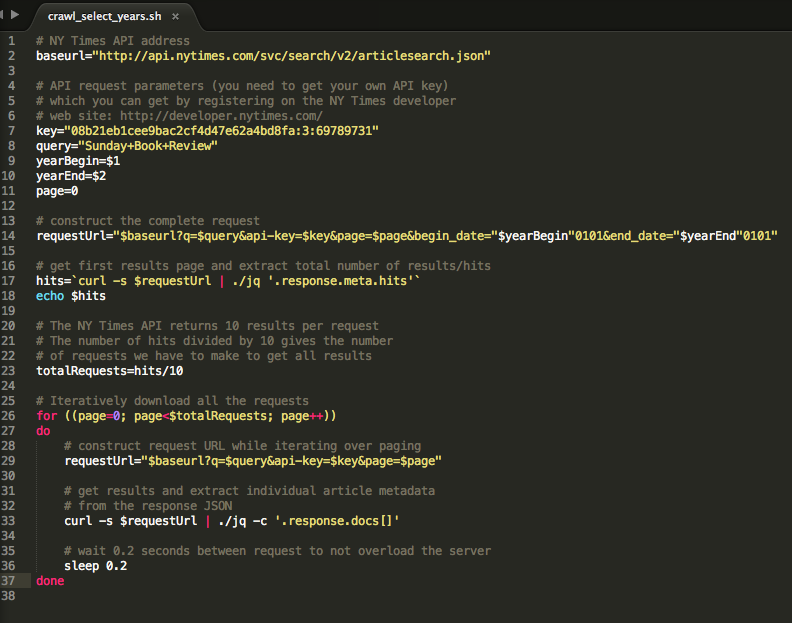 crawl_select_years.sh ×
1 # NY Times API address
2 baseurl="http://api.nytimes.com/svc/search/v2/articlesearch.json"
3
4 # API request parameters (you need to get your own API key)
5 # which you can get by registering on the NY Times developer
6 # web site: http://developer.nytimes.com/
7 key="08b21eb1cee9bac2cf4d47e62a4bd8fa:3:69789731"
8 query="Sunday+Book+Review"
9 yearBegin=$1
10 yearEnd=$2
11 page=0
12
13 # construct the complete request
14 requestUrl="$baseurl?q=$query&api-key=$key&page=$page&begin_date="$yearBegin"0101&end_date="$yearEnd"0101"
15
16 # get first results page and extract total number of results/hits
17 hits=`curl -s $requestUrl | ./jq '.response.meta.hits'`
18 echo $hits
19
20 # The NY Times API returns 10 results per request
21 # The number of hits divided by 10 gives the number
22 # of requests we have to make to get all results
23 totalRequests=hits/10
24
25 # Iteratively download all the requests
26 for ((page=0; page<$totalRequests; page++))
27 do
28     # construct request URL while iterating over paging
29     requestUrl="$baseurl?q=$query&api-key=$key&page=$page"
30
31     # get results and extract individual article metadata
32     # from the response JSON
33     curl -s $requestUrl | ./jq -c '.response.docs[]'
34
35     # wait 0.2 seconds between request to not overload the server
36     sleep 0.2
37 done
38